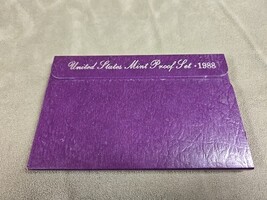 United States Mint Proof Set • 1988